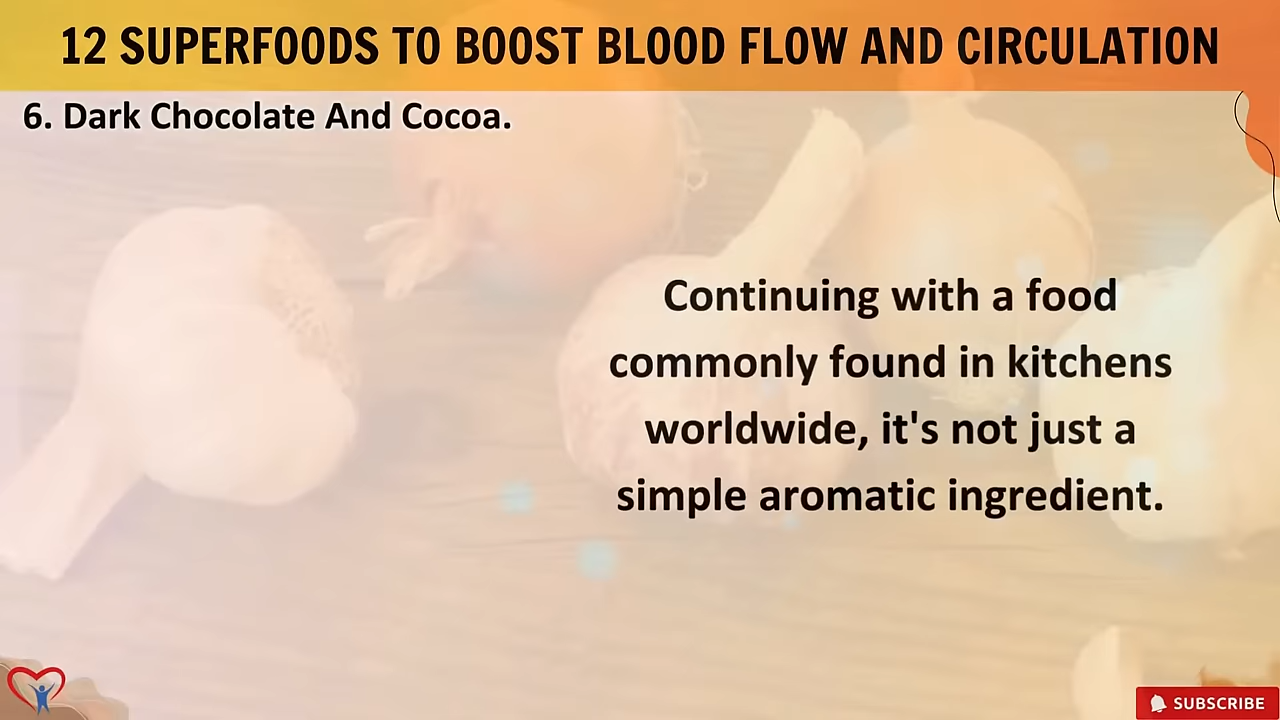 12 SUPERFOODS TO BOOST BLOOD FLOW AND CIRCULATION
6. Dark Chocolate And Cocoa.
Continuing with a food
commonly found in kitchens
worldwide, it's not just a
simple aromatic ingredient.
SUBSCRIBE